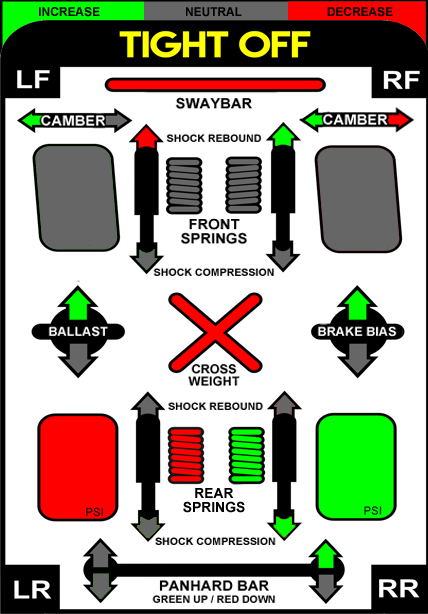 INCREASE NEUTRAL DECREASE
TIGHT OFF
LF RF
SWAYBAR
CAMBER CAMBER
SHOCK REBOUND
FRONT
SPRINGS
SHOCK COMPRESSION
BALLAST BRAKE BIAS
CROSS
WEIGHT
SHOCK REBOUND
REAR
SPRINGS
PSI PSI
SHOCK COMPRESSION
LR RR
PANHARD BAR
GREEN UP / RED DOWN